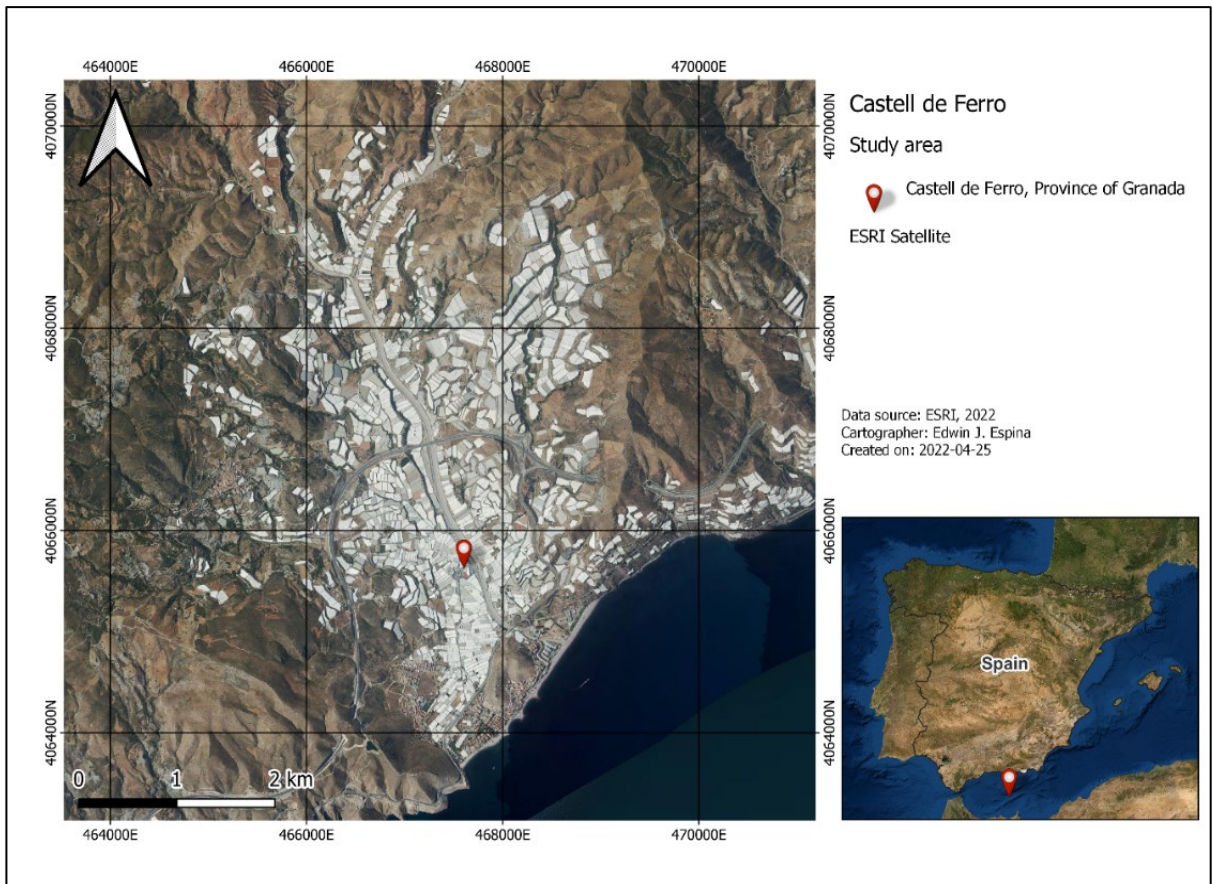 464000E 466000E 468000E 470000E
4070000N
4070000N
4068000N
4068000N
4066000N
4066000N
4064000N
4064000N
0 1 2 km
464000E 466000E 468000E 470000E
Castell de Ferro
Study area
Castell de Ferro, Province of Granada
ESRI Satellite
Data source: ESRI, 2022
Cartographer: Edwin J. Espina
Created on: 2022-04-25
Spain